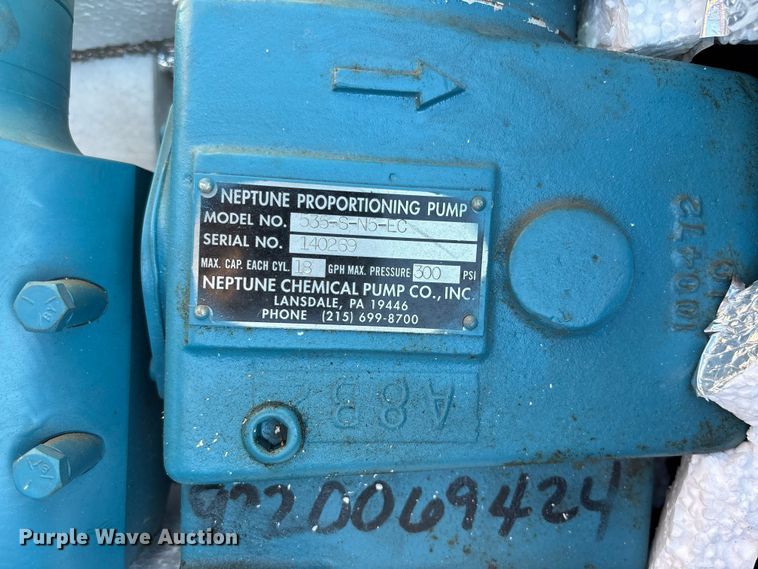 NEPTUNE PROPORTIONING PUMP
MODEL NO. 535-S-N5-EC
SERIAL NO. 140269
MAX. CAP. EACH CYL. 18 GPH MAX. PRESSURE 300 PSI
NEPTUNE CHEMICAL PUMP CO., INC.
LANSDALE, PA 19446
PHONE (215) 699-8700
A8B
Purple Wave Auction